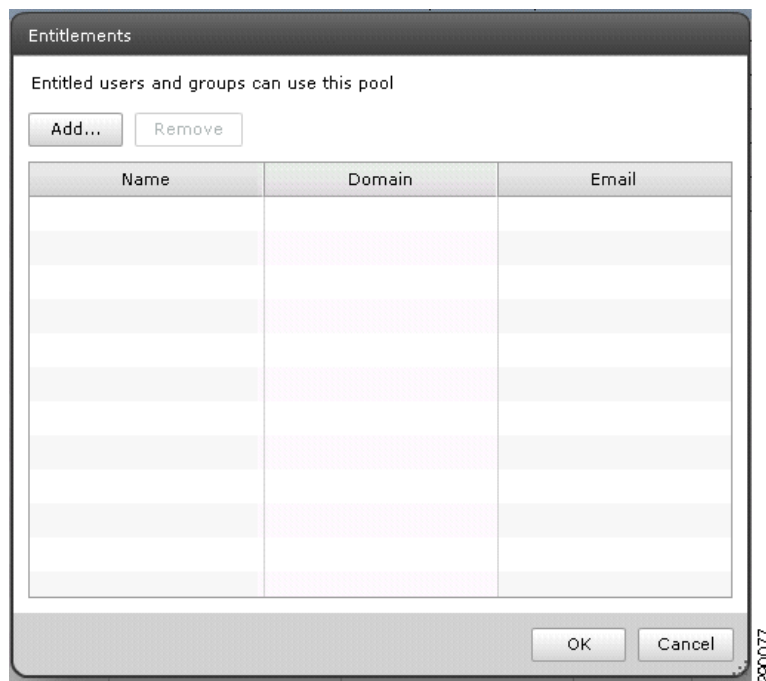 Entitlements
Entitled users and groups can use this pool
Add... Remove
Name Domain Email
OK Cancel
290077